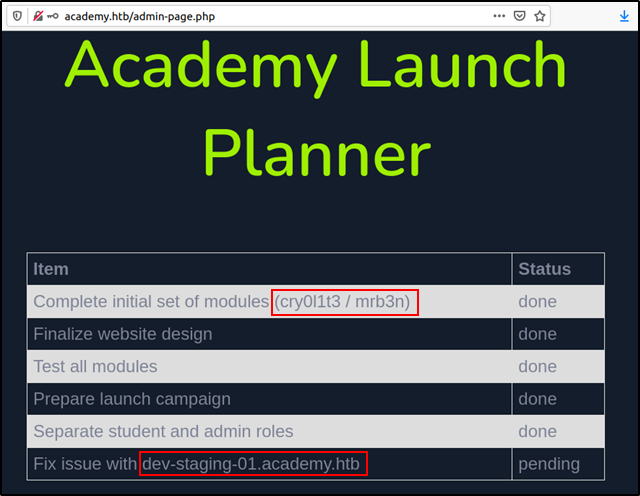 academy.htb/admin-page.php
Academy Launch
Planner
Item Status
Complete initial set of modules (cry0l1t3 / mrb3n) done
Finalize website design done
Test all modules done
Prepare launch campaign done
Separate student and admin roles done
Fix issue with dev-staging-01.academy.htb pending